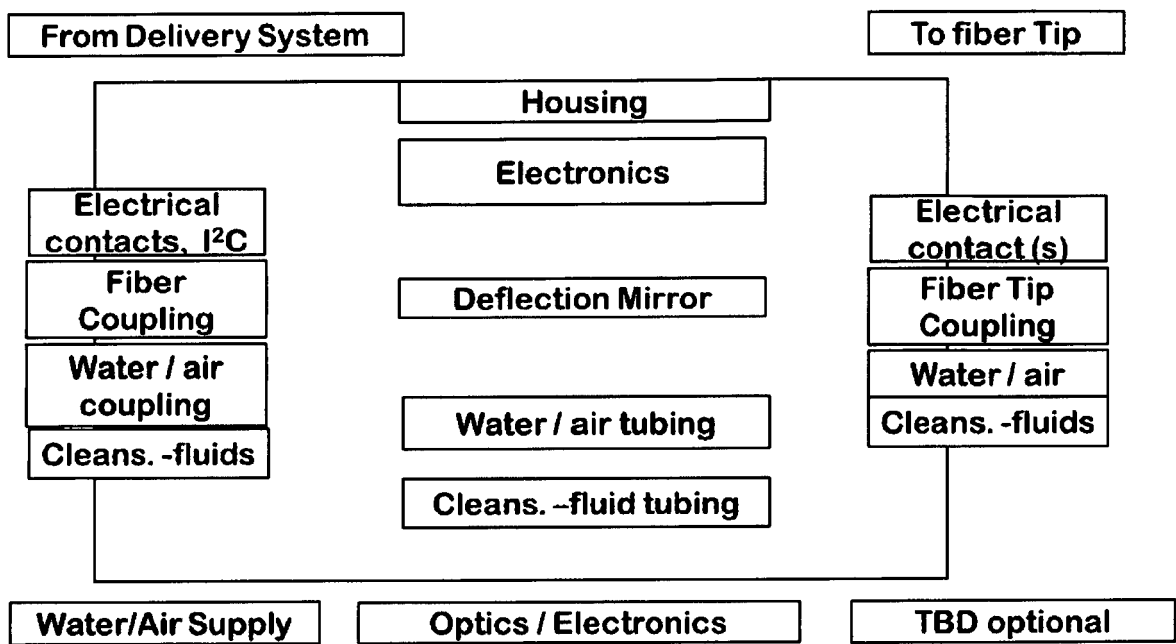 From Delivery System
To fiber Tip
Housing
Electronics
Electrical
contacts, I²C
Fiber
Coupling
Water / air
coupling
Cleans. -fluids
Deflection Mirror
Water / air tubing
Cleans. –fluid tubing
Electrical
contact (s)
Fiber Tip
Coupling
Water / air
Cleans. -fluids
Water/Air Supply
Optics / Electronics
TBD optional